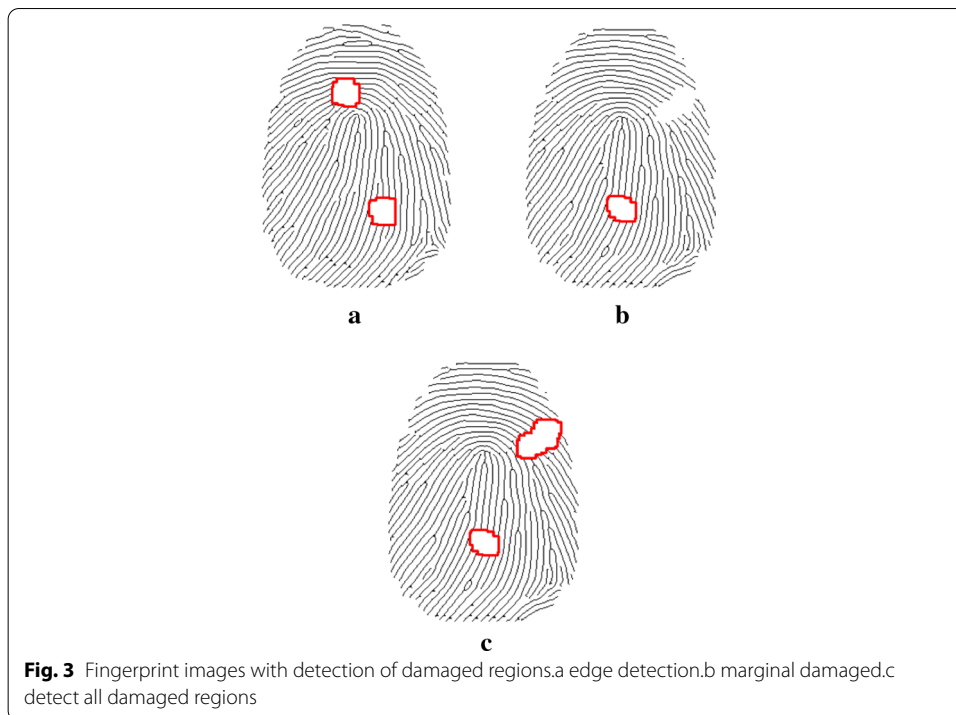 a
b
c
Fig. 3 Fingerprint images with detection of damaged regions.a edge detection.b marginal damaged.c
detect all damaged regions